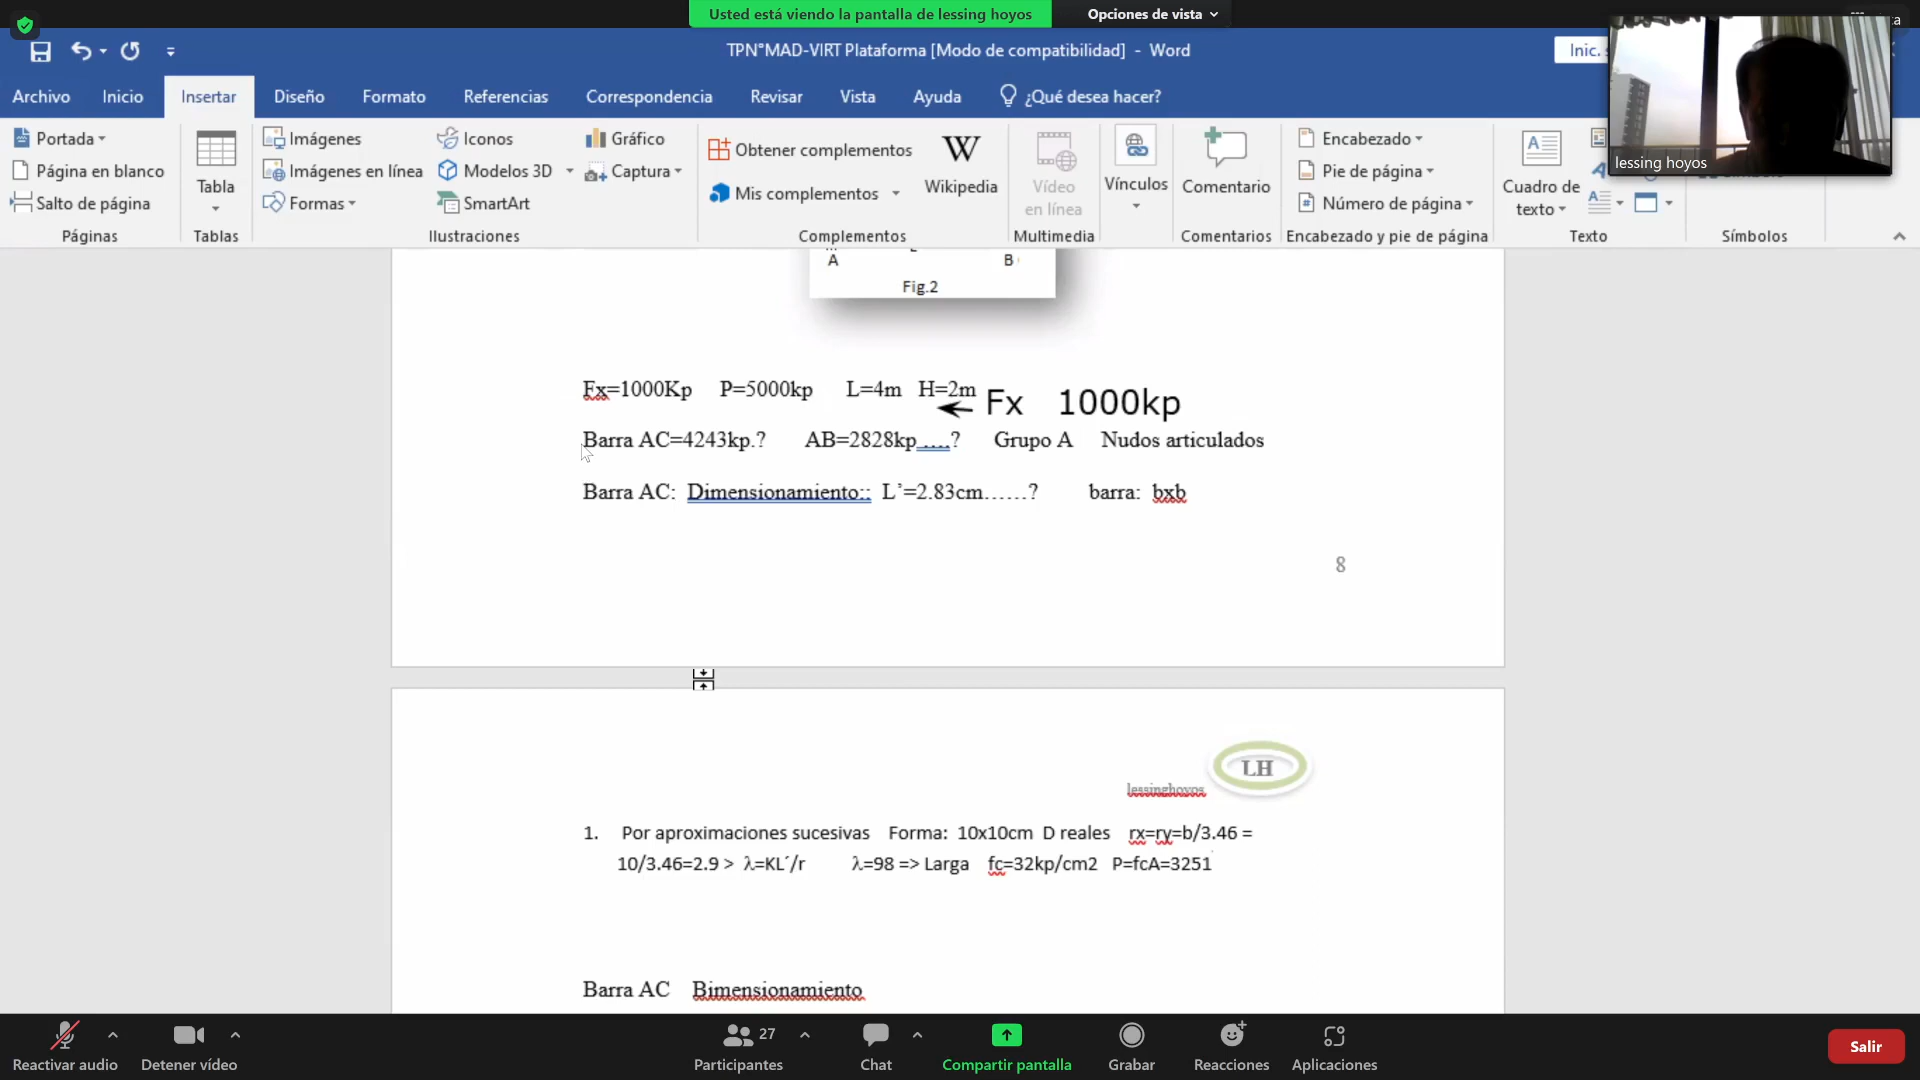 Usted está viendo la pantalla de lessing hoyos
Opciones de vista
TPN°MAD-VIRT Plataforma [Modo de compatibilidad] - Word
Inic.
lessing hoyos
Archivo
Inicio
Insertar
Diseño
Formato
Referencias
Correspondencia
Revisar
Vista
Ayuda
¿Qué desea hacer?
Portada
Página en blanco
Salto de página
Páginas
Tabla
Tablas
Imágenes
Imágenes en línea
Formas
Iconos
Modelos 3D
SmartArt
Gráfico
Captura
Ilustraciones
Obtener complementos
Mis complementos
W
Wikipedia
Complementos
Vídeo
en línea
Multimedia
Vínculos
Comentario
Comentarios
Encabezado
Pie de página
Número de página
Encabezado y pie de página
Cuadro de
texto
Texto
Símbolos
A B
Fig.2
Fx=1000Kp P=5000kp L=4m H=2m
Fx 1000kp
Barra AC=4243kp.? AB=2828kp.....? Grupo A Nudos articulados
Barra AC: Dimensionamiento:: L'=2.83cm......? barra: bxb
8
LH
lessinghoyos
1. Por aproximaciones sucesivas Forma: 10x10cm D reales rx=ry=b/3.46 =
10/3.46=2.9 > λ=KL´/r λ=98 => Larga fc=32kp/cm2 P=fcA=3251
Barra AC Bimensionamiento
Reactivar audio
Detener vídeo
27
Participantes
Chat
Compartir pantalla
Grabar
Reacciones
Aplicaciones
Salir